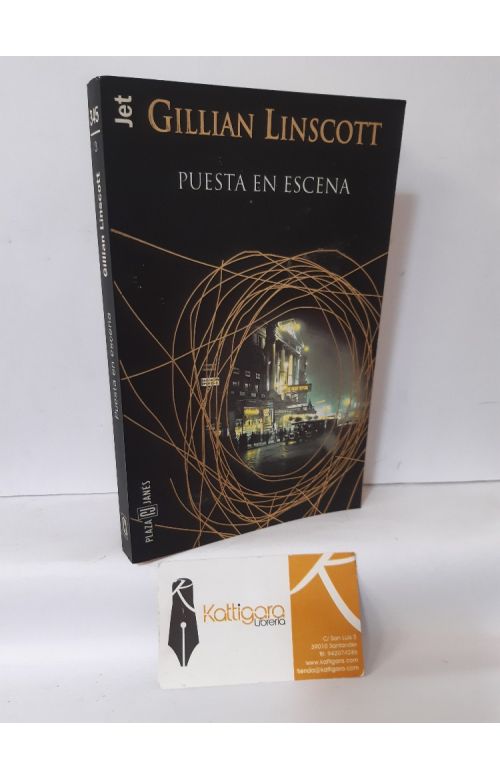 Jet
GILLIAN LINSCOTT
PUESTA EN ESCENA
Gillian Linscott
Puesta en escena
PLAZA
JANES
Kattigara
Librería
C/ San Luis 5
39010 Santander
www.kattigara.com
tienda@kattigara.com